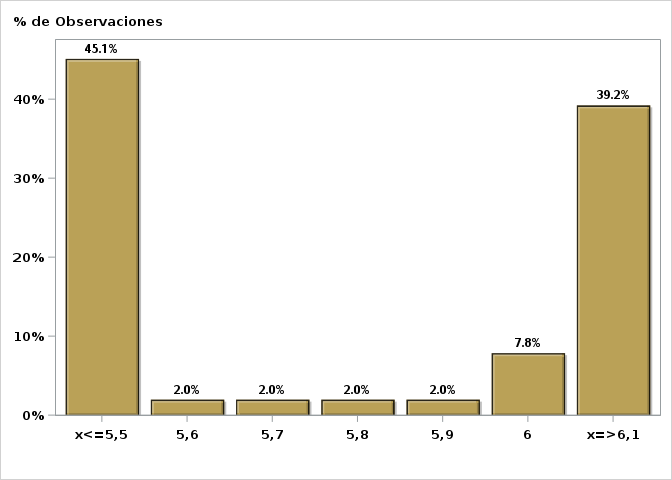 % de Observaciones
45.1%
39.2%
40%
30%
20%
10%
7.8%
2.0% 2.0% 2.0% 2.0%
0%
x<=5,5 5,6 5,7 5,8 5,9 6 x=>6,1